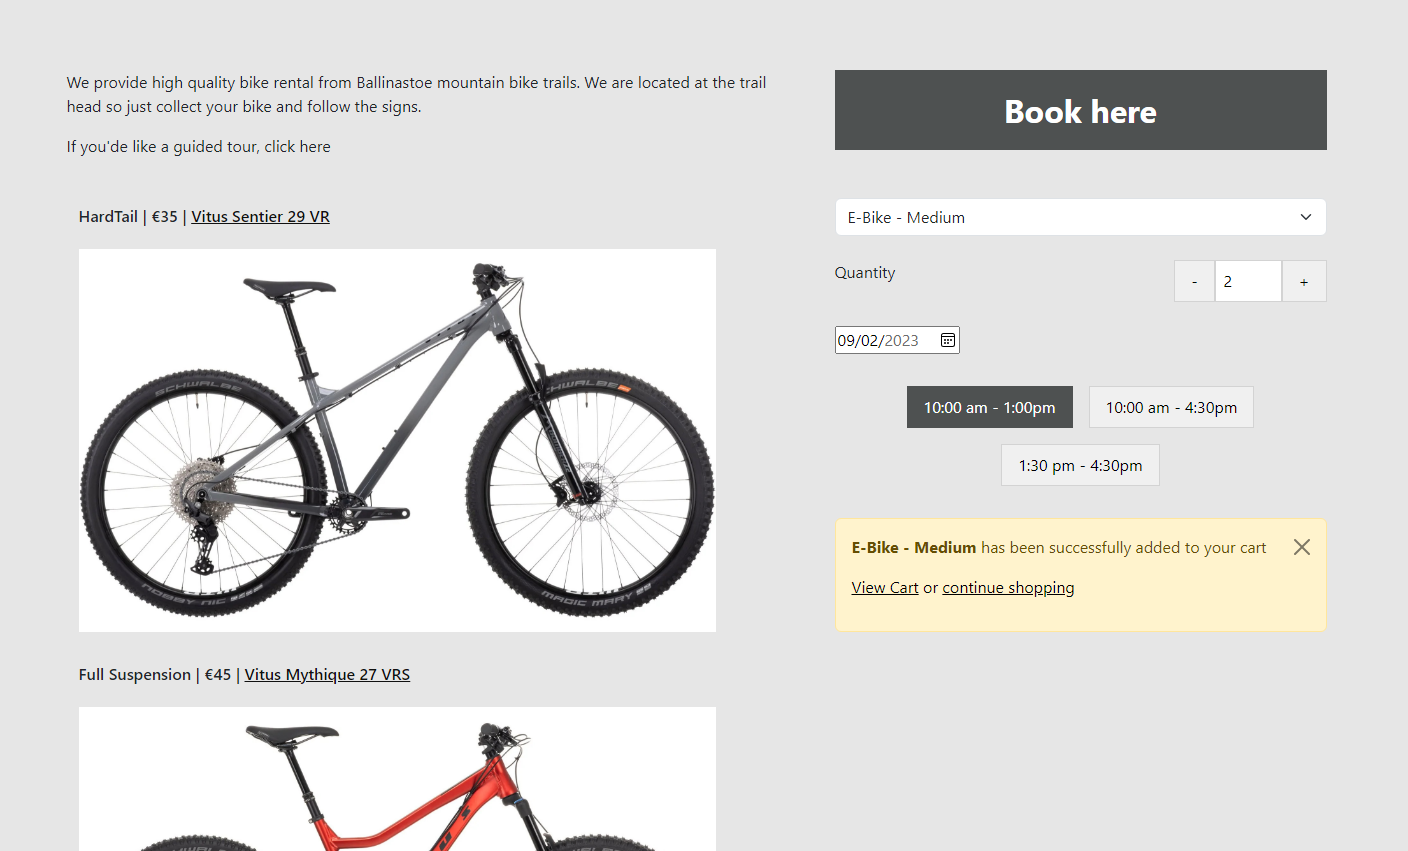 We provide high quality bike rental from Ballinastoe mountain bike trails. We are located at the trail
head so just collect your bike and follow the signs.
If you'de like a guided tour, click here
HardTail | €35 | Vitus Sentier 29 VR
SCHWALBE
SCHWALBE
NOBBY NIC
MAGIC MARY
Full Suspension | €45 | Vitus Mythique 27 VRS
Book here
E-Bike - Medium
Quantity
- 2 +
09/02/2023
10:00 am - 1:00pm 10:00 am - 4:30pm
1:30 pm - 4:30pm
E-Bike - Medium has been successfully added to your cart
View Cart or continue shopping